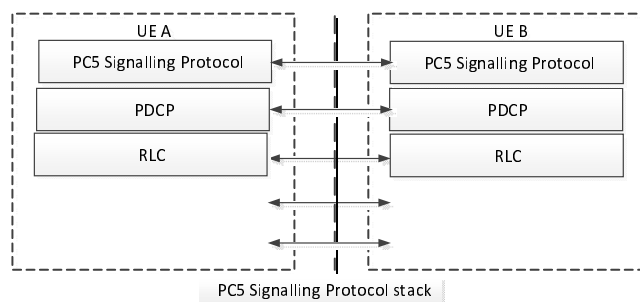 UE A
UE B
PC5 Signalling Protocol
PC5 Signalling Protocol
PDCP
PDCP
RLC
RLC
PC5 Signalling Protocol stack